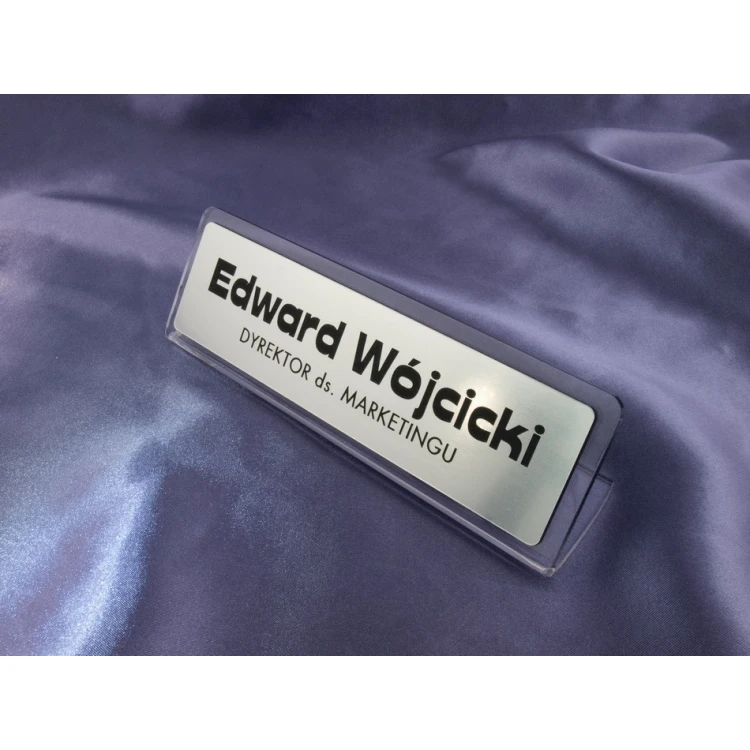 Edward Wójcicki
DYREKTOR ds. MARKETINGU